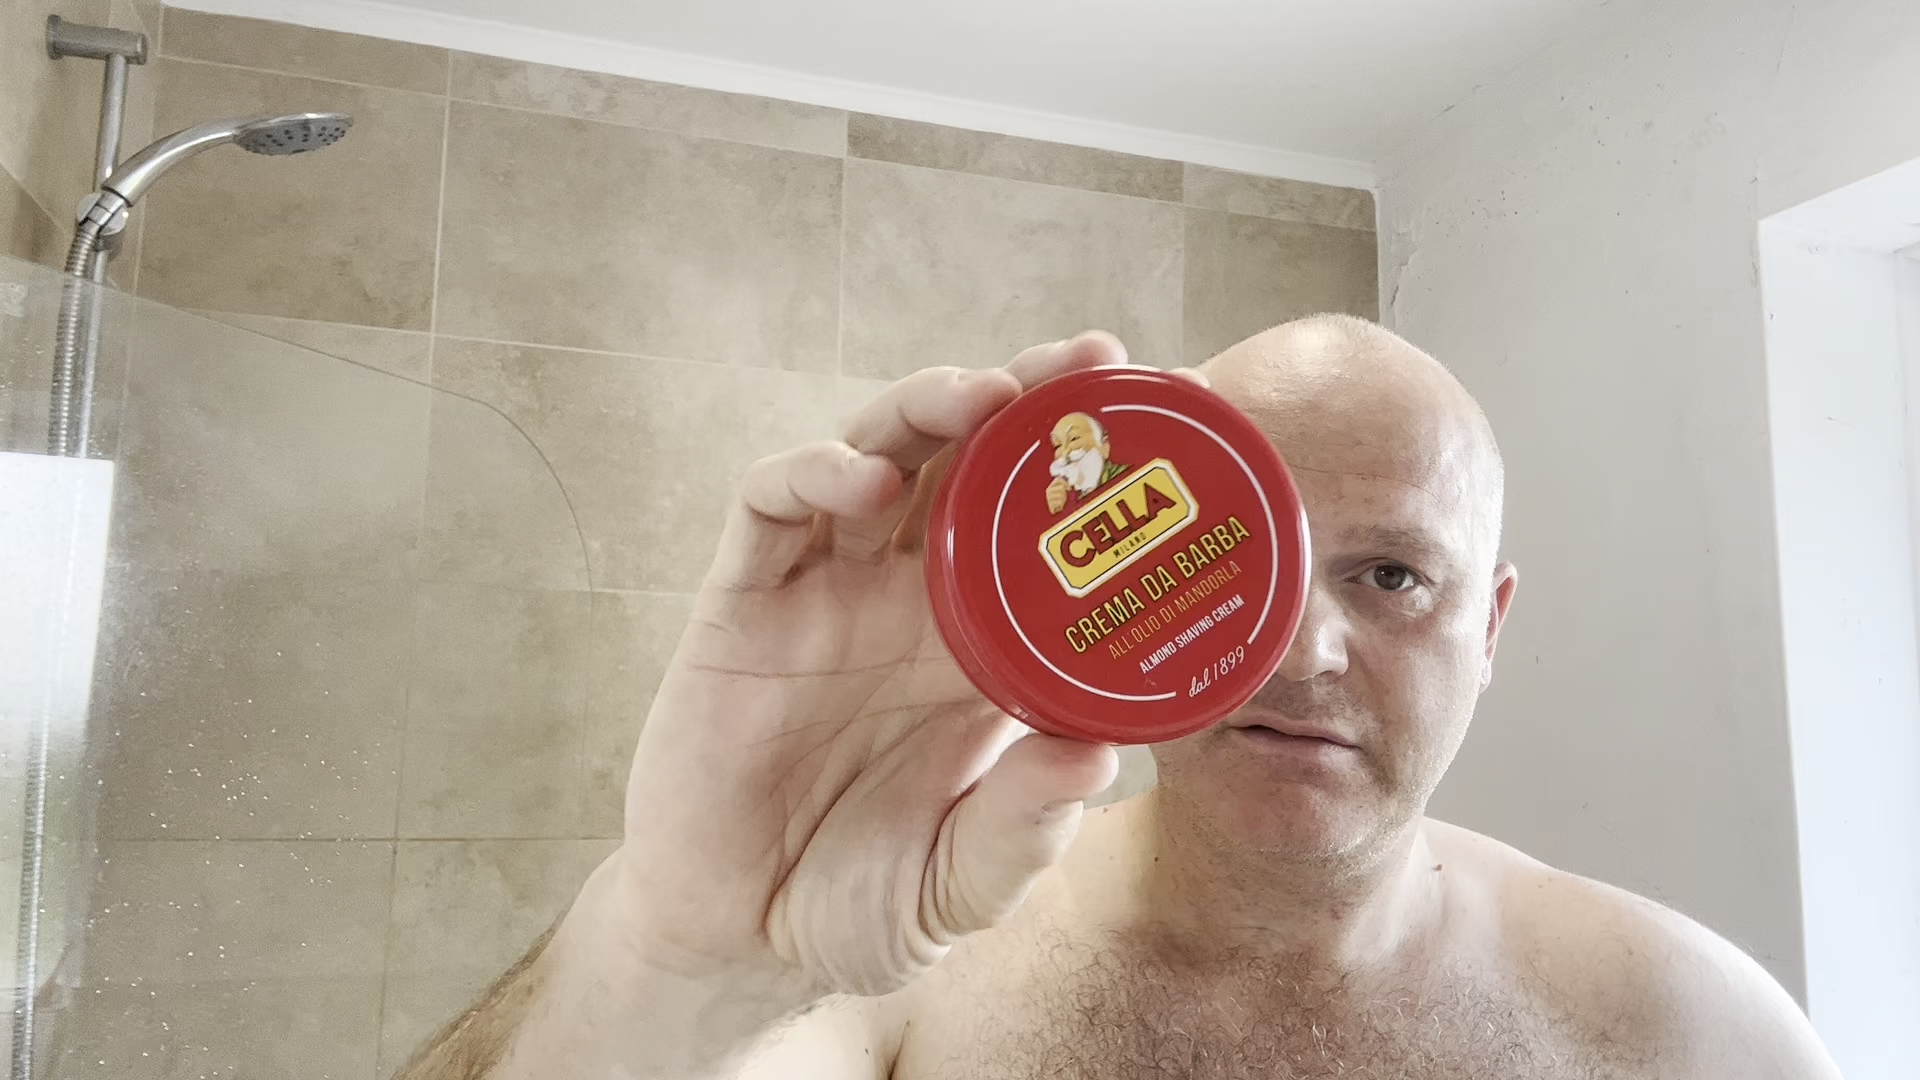 CELLA
MILANO
CREMA DA BARBA
ALL'OLIO DI MANDORLA
ALMOND SHAVING CREAM
dal 1899